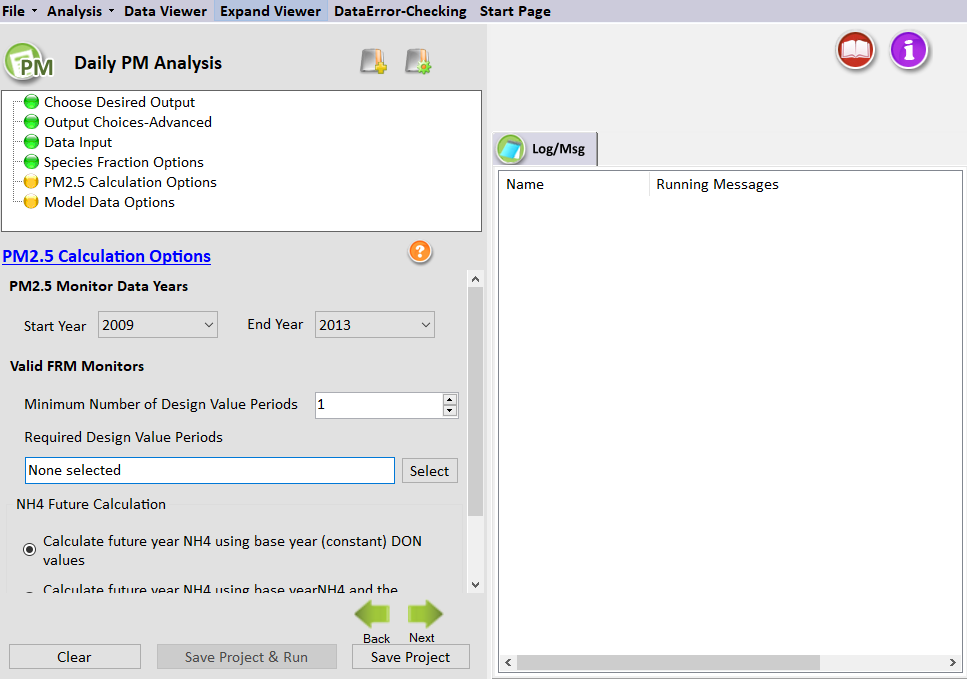 File Analysis Data Viewer Expand Viewer DataError-Checking Start Page
PM Daily PM Analysis
Choose Desired Output
Output Choices-Advanced
Data Input
Species Fraction Options
PM2.5 Calculation Options
Model Data Options
PM2.5 Calculation Options ?
PM2.5 Monitor Data Years
Start Year 2009 End Year 2013
Valid FRM Monitors
Minimum Number of Design Value Periods 1
Required Design Value Periods
None selected Select
NH4 Future Calculation
Calculate future year NH4 using base year (constant) DON
values
Calculate future year NH4 using base yearNH4 and the
Back Next
Clear Save Project & Run Save Project
i
Log/Msg
Name Running Messages